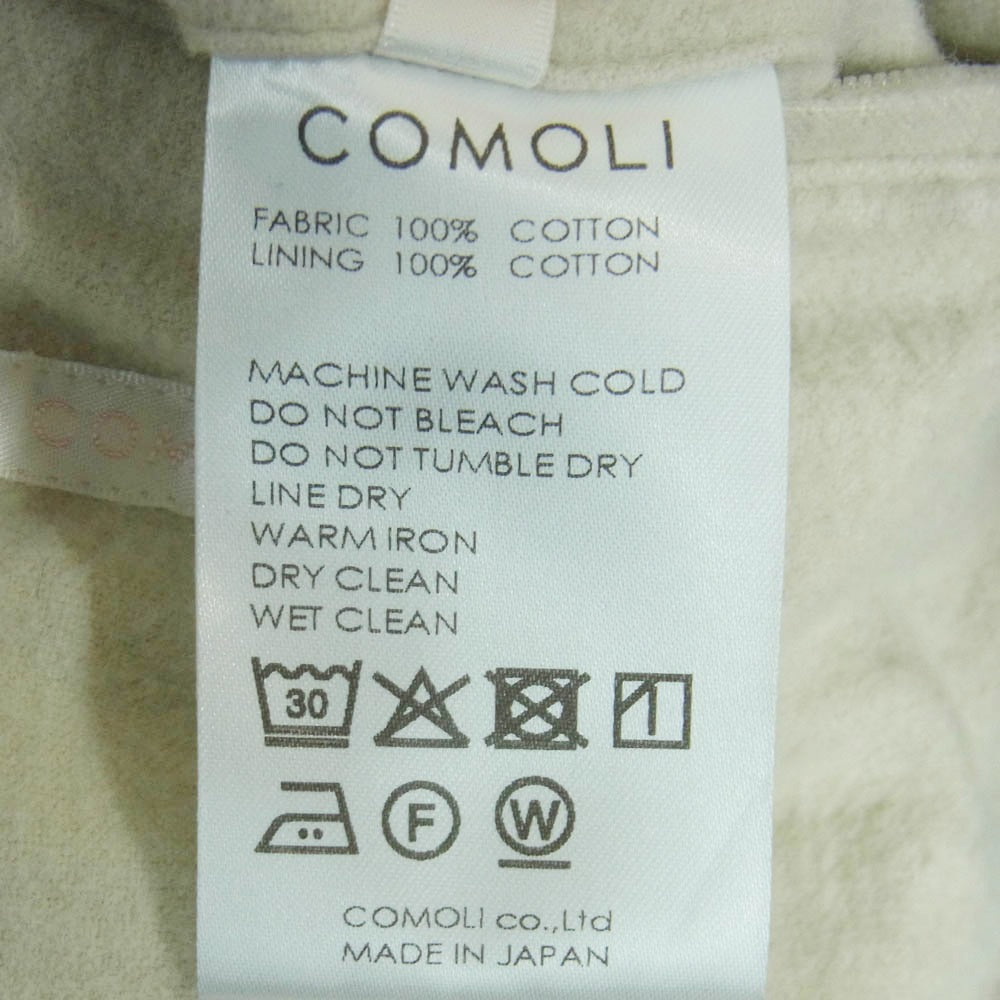 COMOLI
FABRIC 100% COTTON
LINING 100% COTTON
MACHINE WASH COLD
DO NOT BLEACH
DO NOT TUMBLE DRY
LINE DRY
WARM IRON
DRY CLEAN
WET CLEAN
30
F W
COMOLI co.,Ltd
MADE IN JAPAN
CO